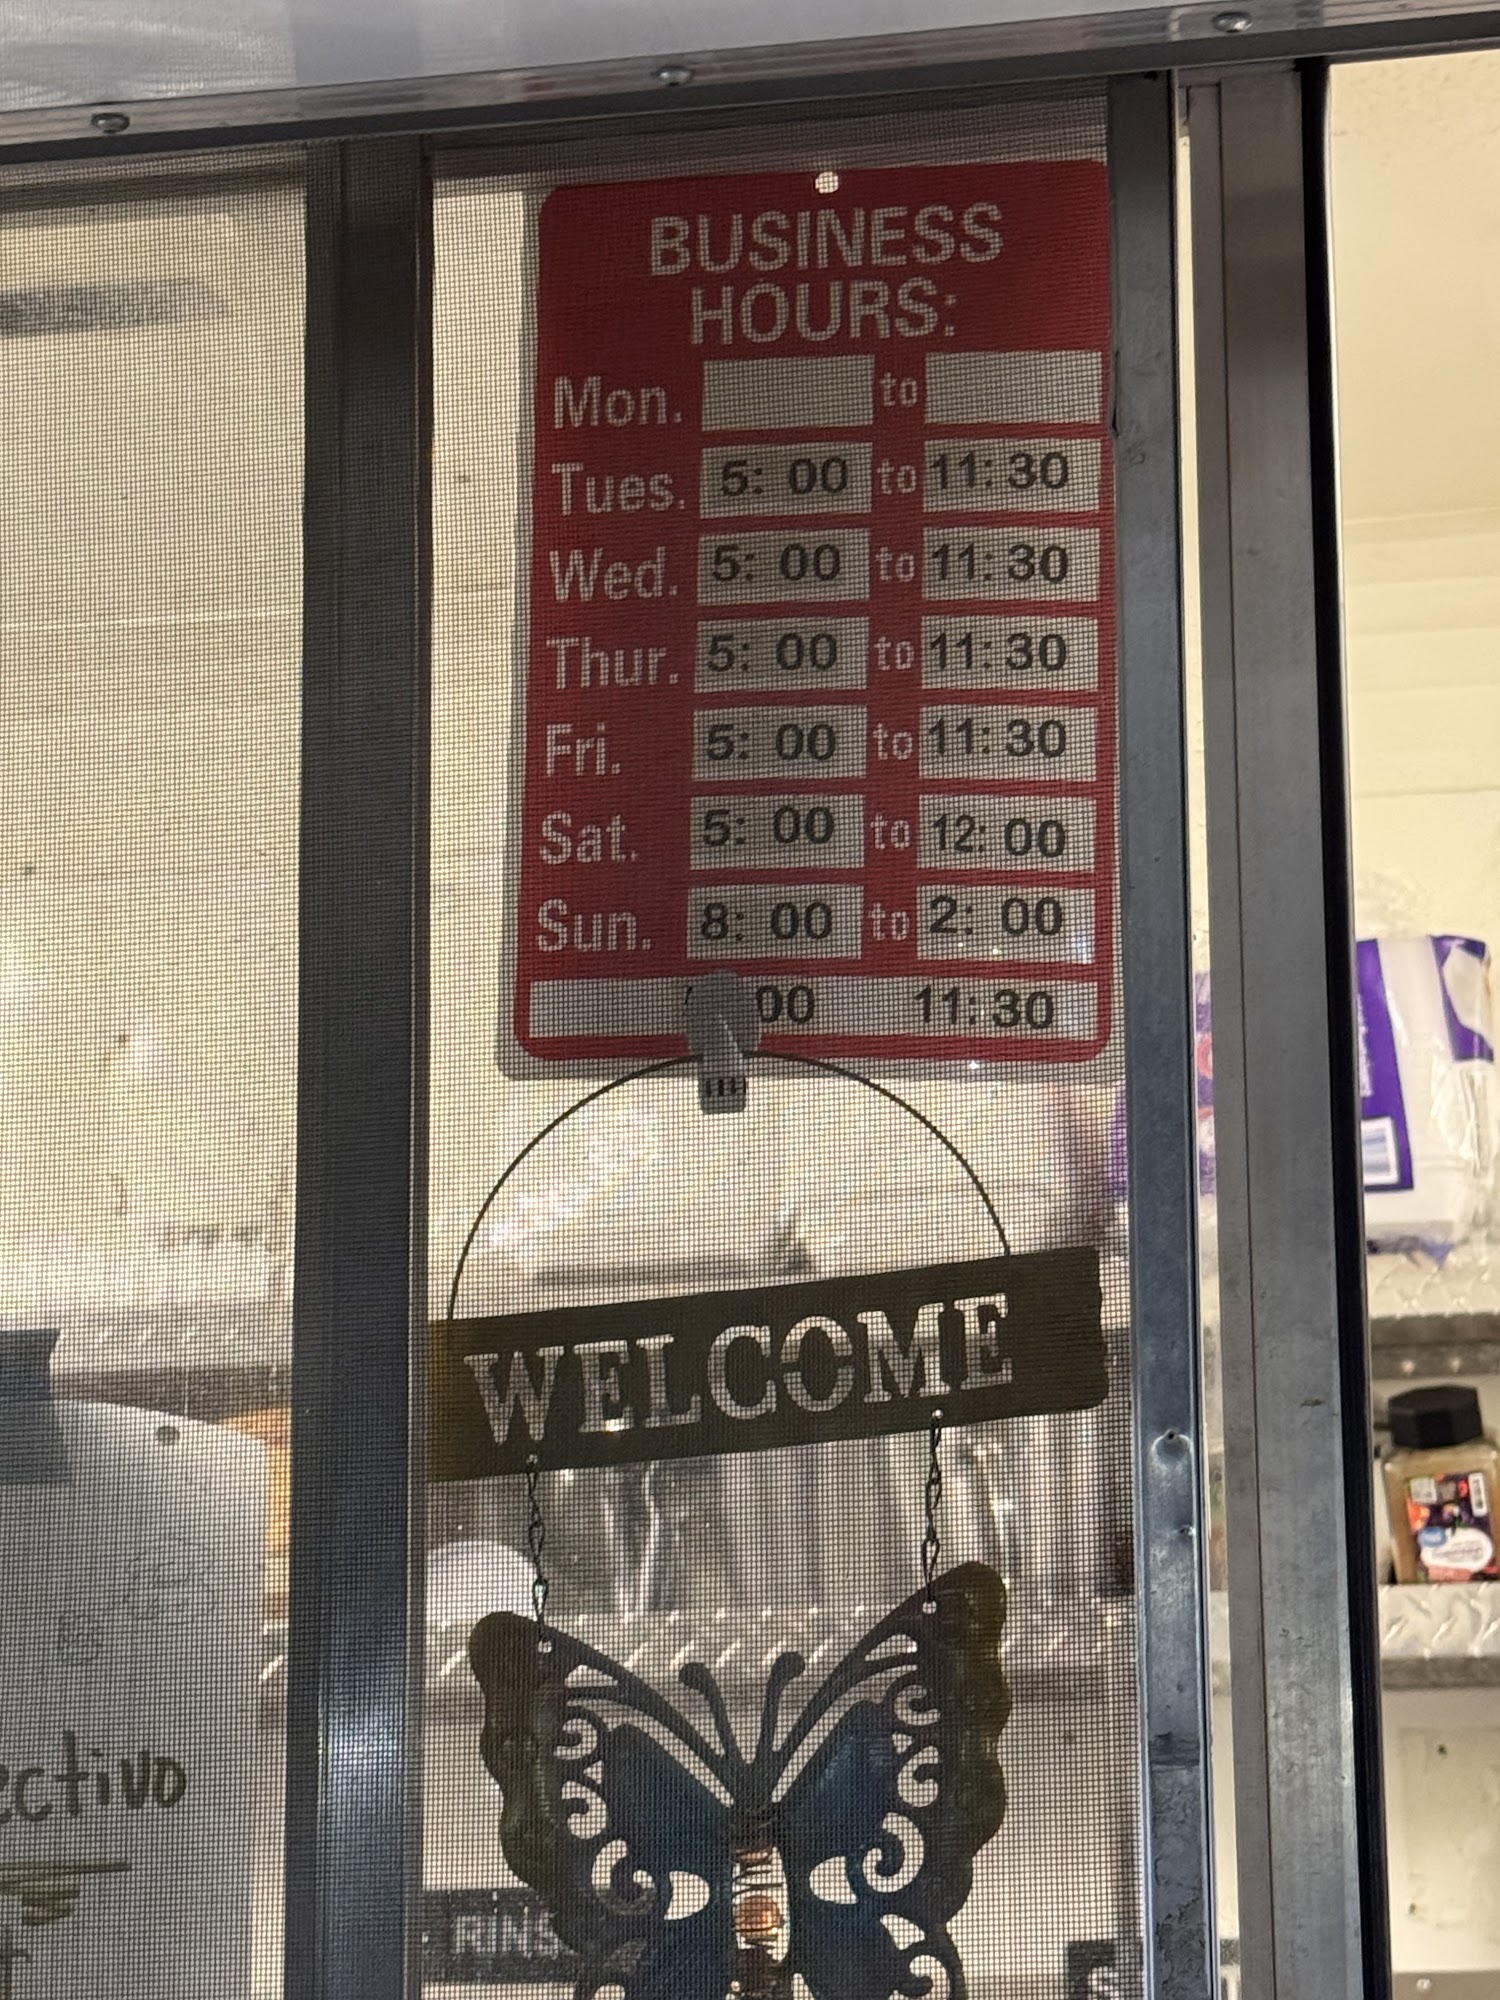 BUSINESS
HOURS:
Mon. to
Tues. 5: 00 to 11: 30
Wed. 5: 00 to 11: 30
Thur. 5: 00 to 11: 30
Fri. 5: 00 to 11: 30
Sat. 5: 00 to 12: 00
Sun. 8: 00 to 2: 00
00 11:30
WELCOME
ectivo
RINS